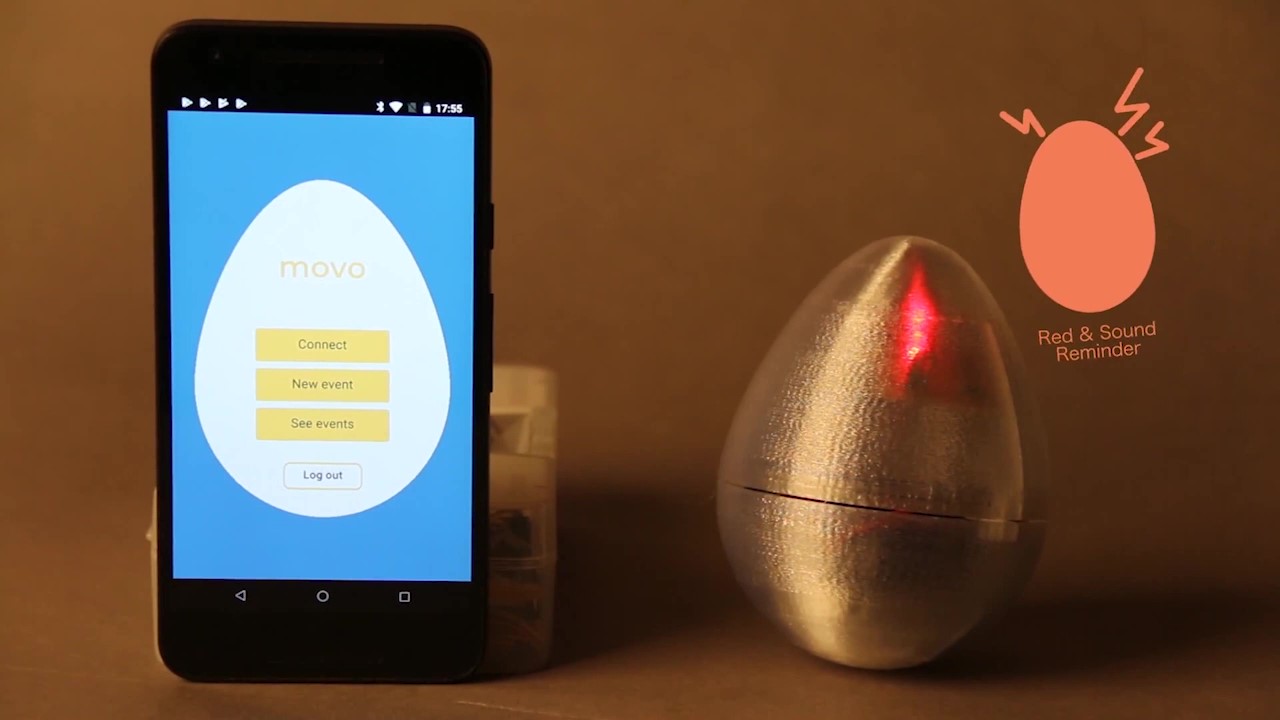 17:55
movo
Connect
New event
See events
Log out
Red & Sound
Reminder